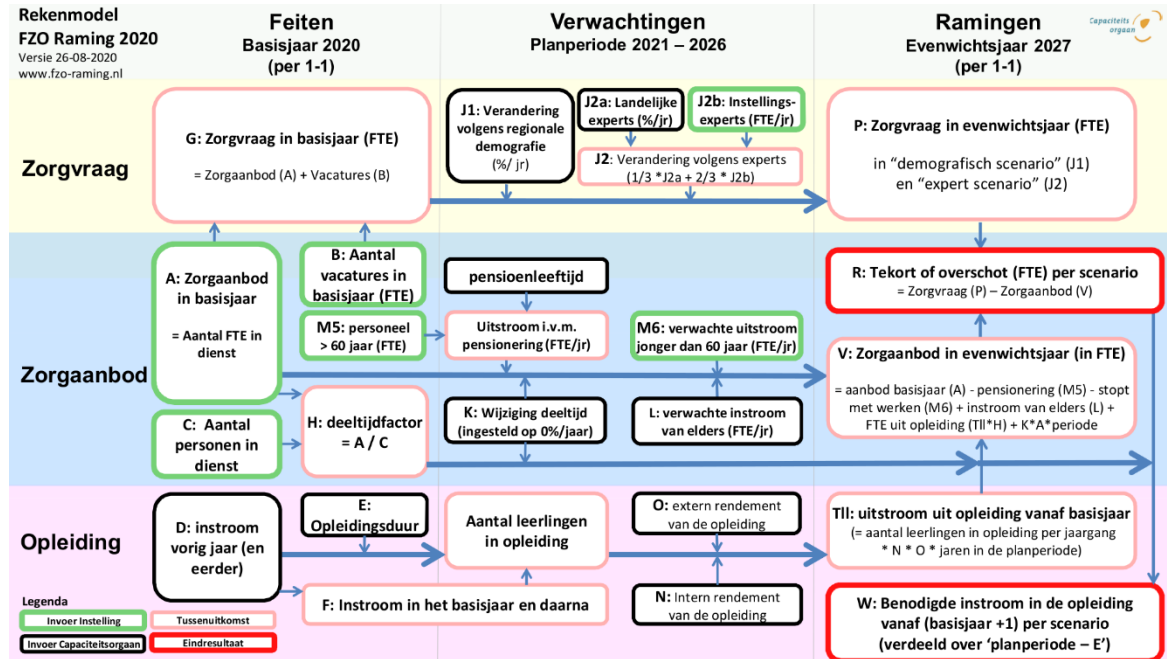 Rekenmodel
FZO Raming 2020
Versie 26-08-2020
www.fzo-raming.nl
Feiten
Basisjaar 2020
(per 1-1)
Verwachtingen
Planperiode 2021 – 2026
Ramingen
Evenwichtsjaar 2027
(per 1-1)
Capaciteits
orgaan
Zorgvraag
G: Zorgvraag in basisjaar (FTE)
= Zorgaanbod (A) + Vacatures (B)
J1: Verandering
volgens regionale
demografie
(%/ jr)
J2a: Landelijke
experts (%/jr)
J2b: Instellings-
experts (FTE/jr)
J2: Verandering volgens experts
(1/3 *J2a + 2/3 * J2b)
P: Zorgvraag in evenwichtsjaar (FTE)
in “demografisch scenario” (J1)
en “expert scenario” (J2)
Zorgaanbod
A: Zorgaanbod
in basisjaar
= Aantal FTE in
dienst
B: Aantal
vacatures in
basisjaar (FTE)
M5: personeel
> 60 jaar (FTE)
C: Aantal
personen in
dienst
H: deeltijdfactor
= A / C
pensioenleeftijd
Uitstroom i.v.m.
pensionering (FTE/jr)
M6: verwachte uitstroom
jonger dan 60 jaar (FTE/jr)
K: Wijziging deeltijd
(ingesteld op 0%/jaar)
L: verwachte instroom
van elders (FTE/jr)
R: Tekort of overschot (FTE) per scenario
= Zorgvraag (P) – Zorgaanbod (V)
V: Zorgaanbod in evenwichtsjaar (in FTE)
= aanbod basisjaar (A) - pensionering (M5) - stopt
met werken (M6) + instroom van elders (L) +
FTE uit opleiding (Tll*H) + K*A*periode
Opleiding
D: instroom
vorig jaar (en
eerder)
E:
Opleidingsduur
F: Instroom in het basisjaar en daarna
Aantal leerlingen
in opleiding
O: extern rendement
van de opleiding
N: Intern rendement
van de opleiding
Tll: uitstroom uit opleiding vanaf basisjaar
(= aantal leerlingen in opleiding per jaargang
* N * O * jaren in de planperiode)
W: Benodigde instroom in de opleiding
vanaf (basisjaar +1) per scenario
(verdeeld over ‘planperiode – E’)
Legenda
Invoer Instelling
Tussenuitkomst
Invoer Capaciteitsorgaan
Eindresultaat